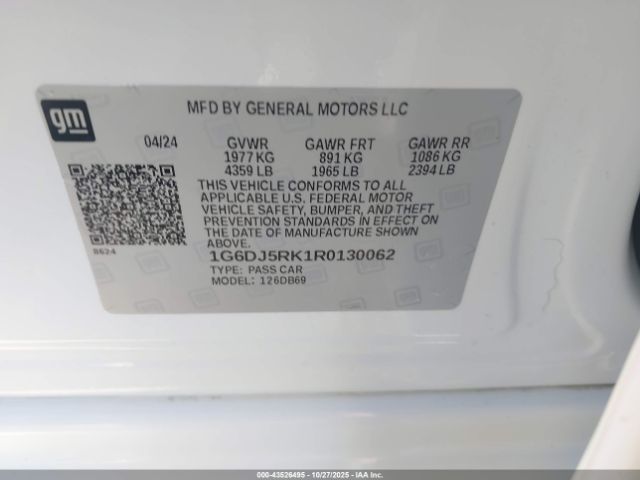 gm
MFD BY GENERAL MOTORS LLC
04/24 GVWR GAWR FRT GAWR RR
1977 KG 891 KG 1086 KG
4359 LB 1965 LB 2394 LB
THIS VEHICLE CONFORMS TO ALL
APPLICABLE U.S. FEDERAL MOTOR
VEHICLE SAFETY, BUMPER, AND THEFT
PREVENTION STANDARDS IN EFFECT ON
THE DATE OF MANUFACTURE SHOWN
ABOVE.
8624
1G6DJ5RK1R0130062
TYPE: PASS CAR
MODEL: 126DB69
000-43526495 - 10/27/2025 - IAAI.COM